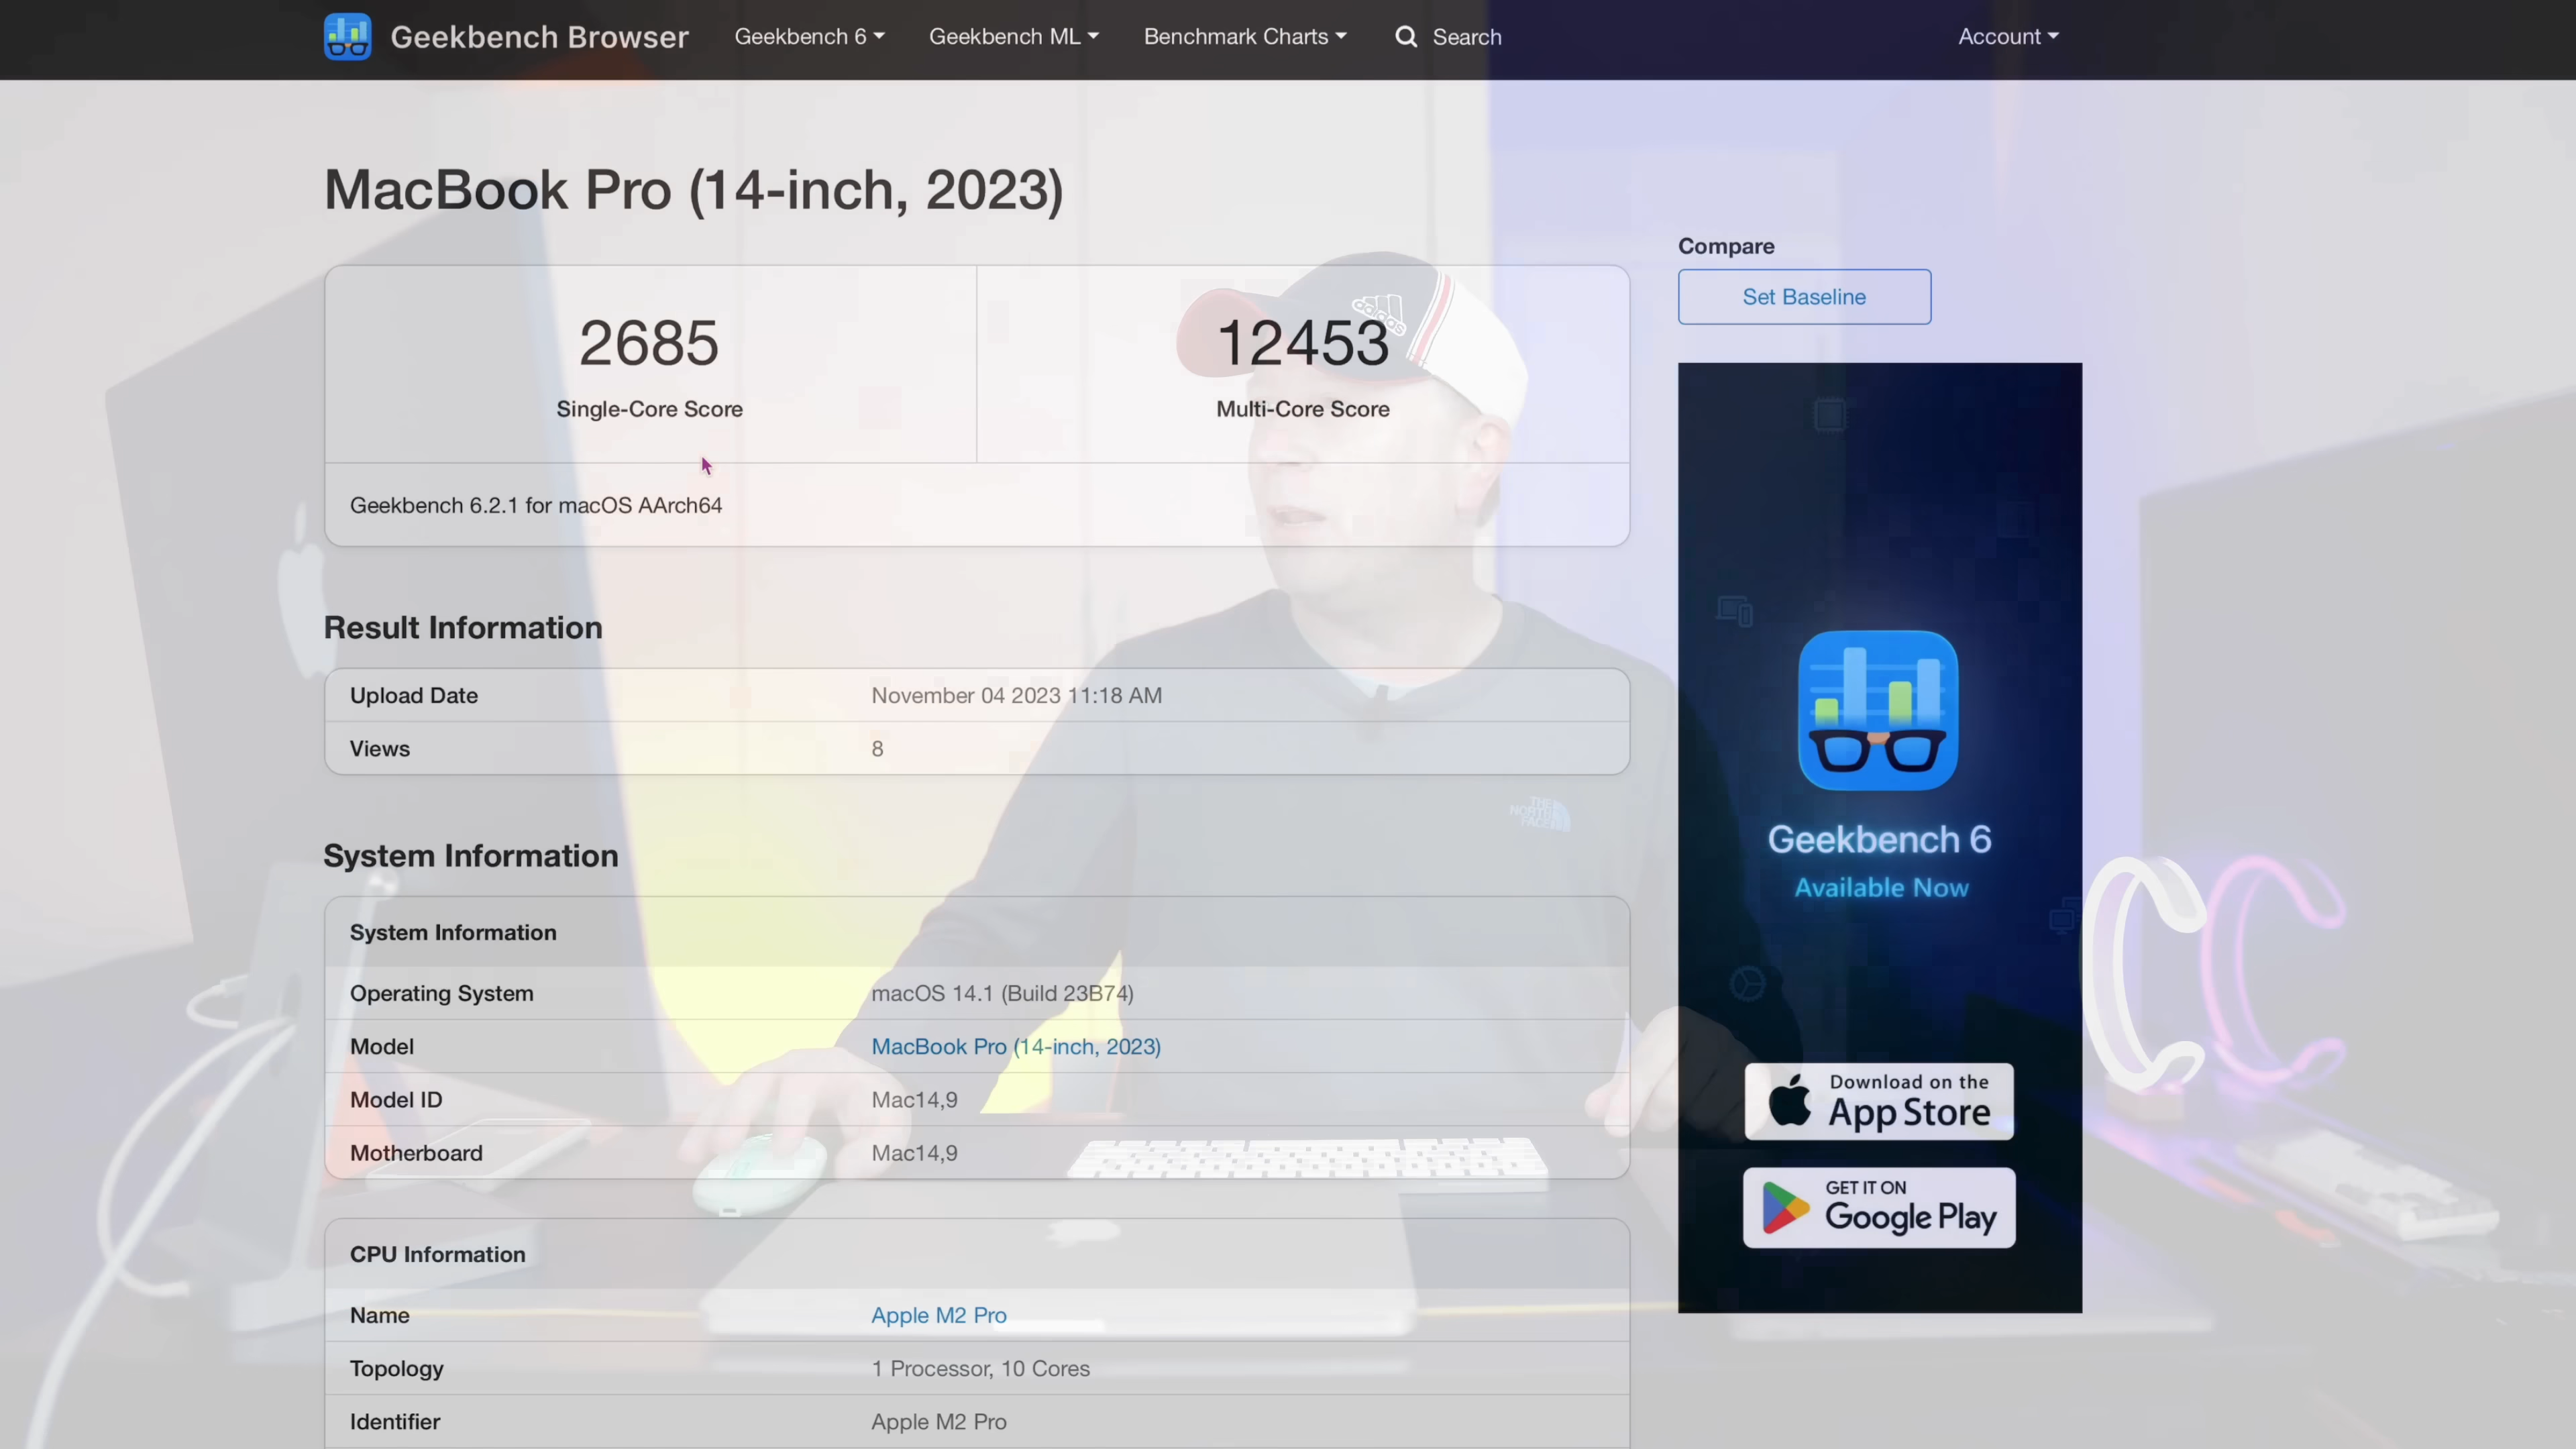 Geekbench Browser Geekbench 6 Geekbench ML Benchmark Charts Search Account
MacBook Pro (14-inch, 2023)
Compare
Set Baseline
2685 12453
adidas
Single-Core Score Multi-Core Score
Geekbench 6.2.1 for macOS AArch64
Result Information
Upload Date November 04 2023 11:18 AM
Views 8
THE
NORTH
FACE
Geekbench 6
Available Now
System Information
System Information
Operating System macOS 14.1 (Build 23B74)
Model MacBook Pro (14-inch, 2023)
Model ID Mac14,9
Motherboard Mac14,9
Download on the
App Store
GET IT ON
Google Play
CPU Information
Name Apple M2 Pro
Topology 1 Processor, 10 Cores
Identifier Apple M2 Pro